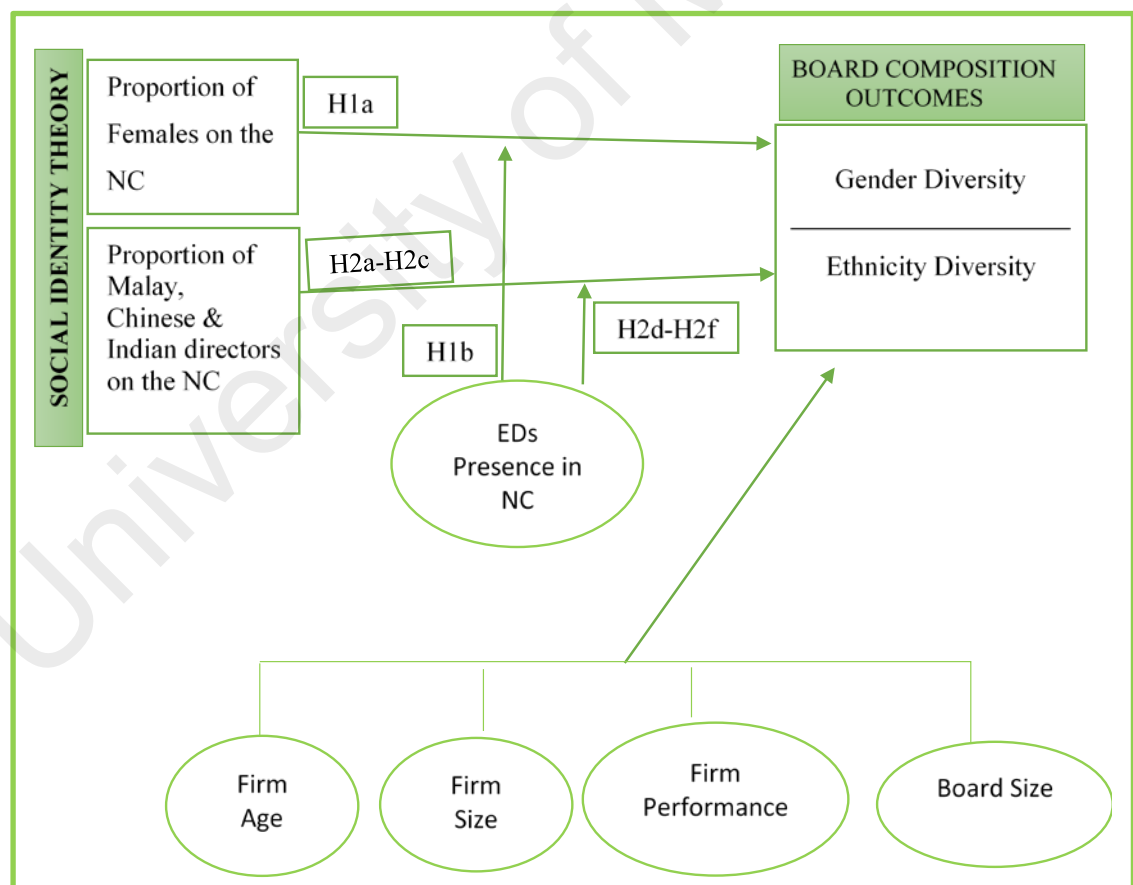 SOCIAL IDENTITY THEORY
Proportion of
Females on the
NC
H1a
BOARD COMPOSITION
OUTCOMES
Gender Diversity
Ethnicity Diversity
Proportion of
Malay,
Chinese &
Indian directors
on the NC
H2a-H2c
H1b
H2d-H2f
EDs
Presence in
NC
Firm
Age
Firm
Size
Firm
Performance
Board Size
University of